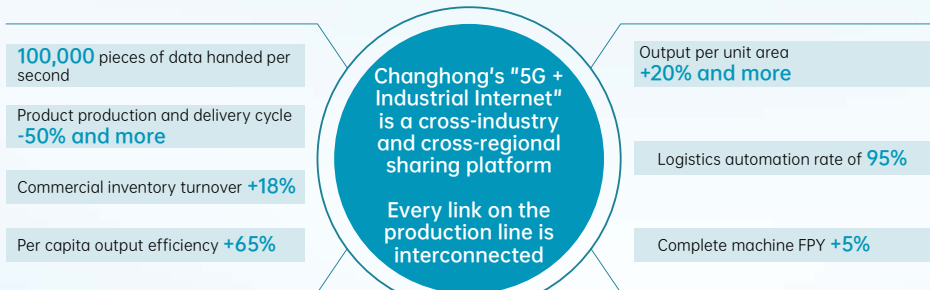 100,000 pieces of data handed per
second
Product production and delivery cycle
-50% and more
Commercial inventory turnover +18%
Per capita output efficiency +65%
Changhong's "5G +
Industrial Internet"
is a cross-industry
and cross-regional
sharing platform
Every link on the
production line is
interconnected
Output per unit area
+20% and more
Logistics automation rate of 95%
Complete machine FPY +5%